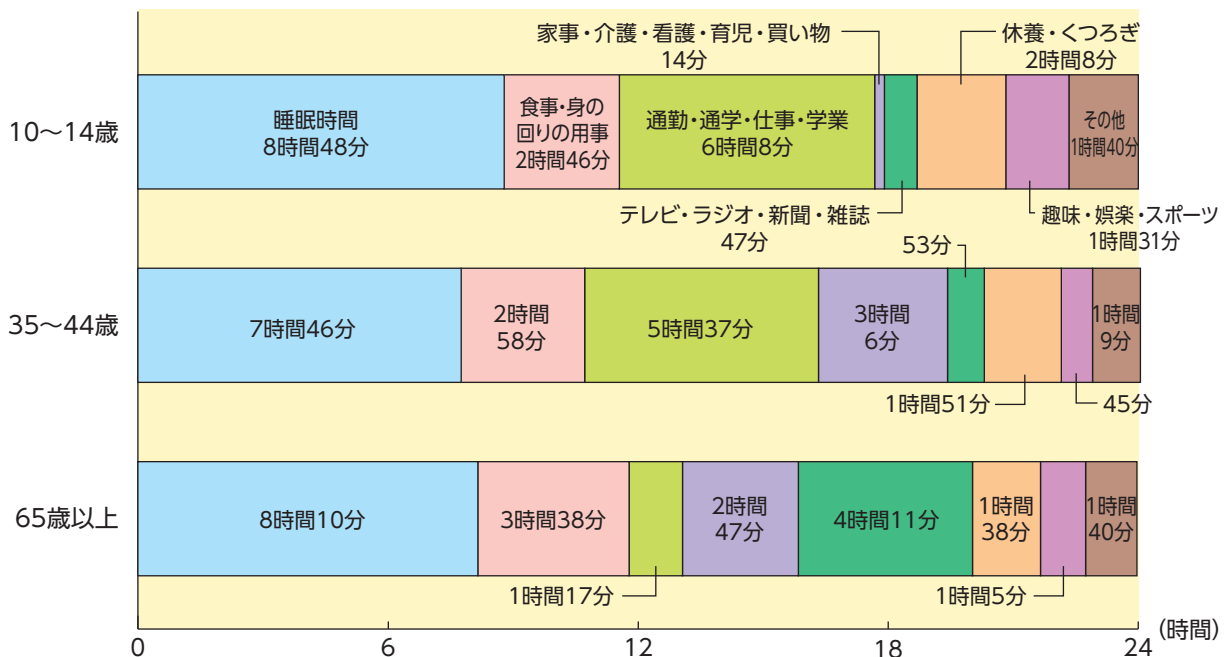 家事・介護・看護・育児・買い物
14分
休養・くつろぎ
2時間8分
10〜14歳
睡眠時間
8時間48分
食事・身の
回りの用事
2時間46分
通勤・通学・仕事・学業
6時間8分
その他
1時間40分
テレビ・ラジオ・新聞・雑誌
47分
趣味・娯楽・スポーツ
1時間31分
35〜44歳
7時間46分
2時間
58分
5時間37分
3時間
6分
53分
1時間51分
45分
1時間
9分
65歳以上
8時間10分
3時間38分
1時間17分
2時間
47分
4時間11分
1時間
38分
1時間5分
1時間
40分
0 6 12 18 24 (時間)